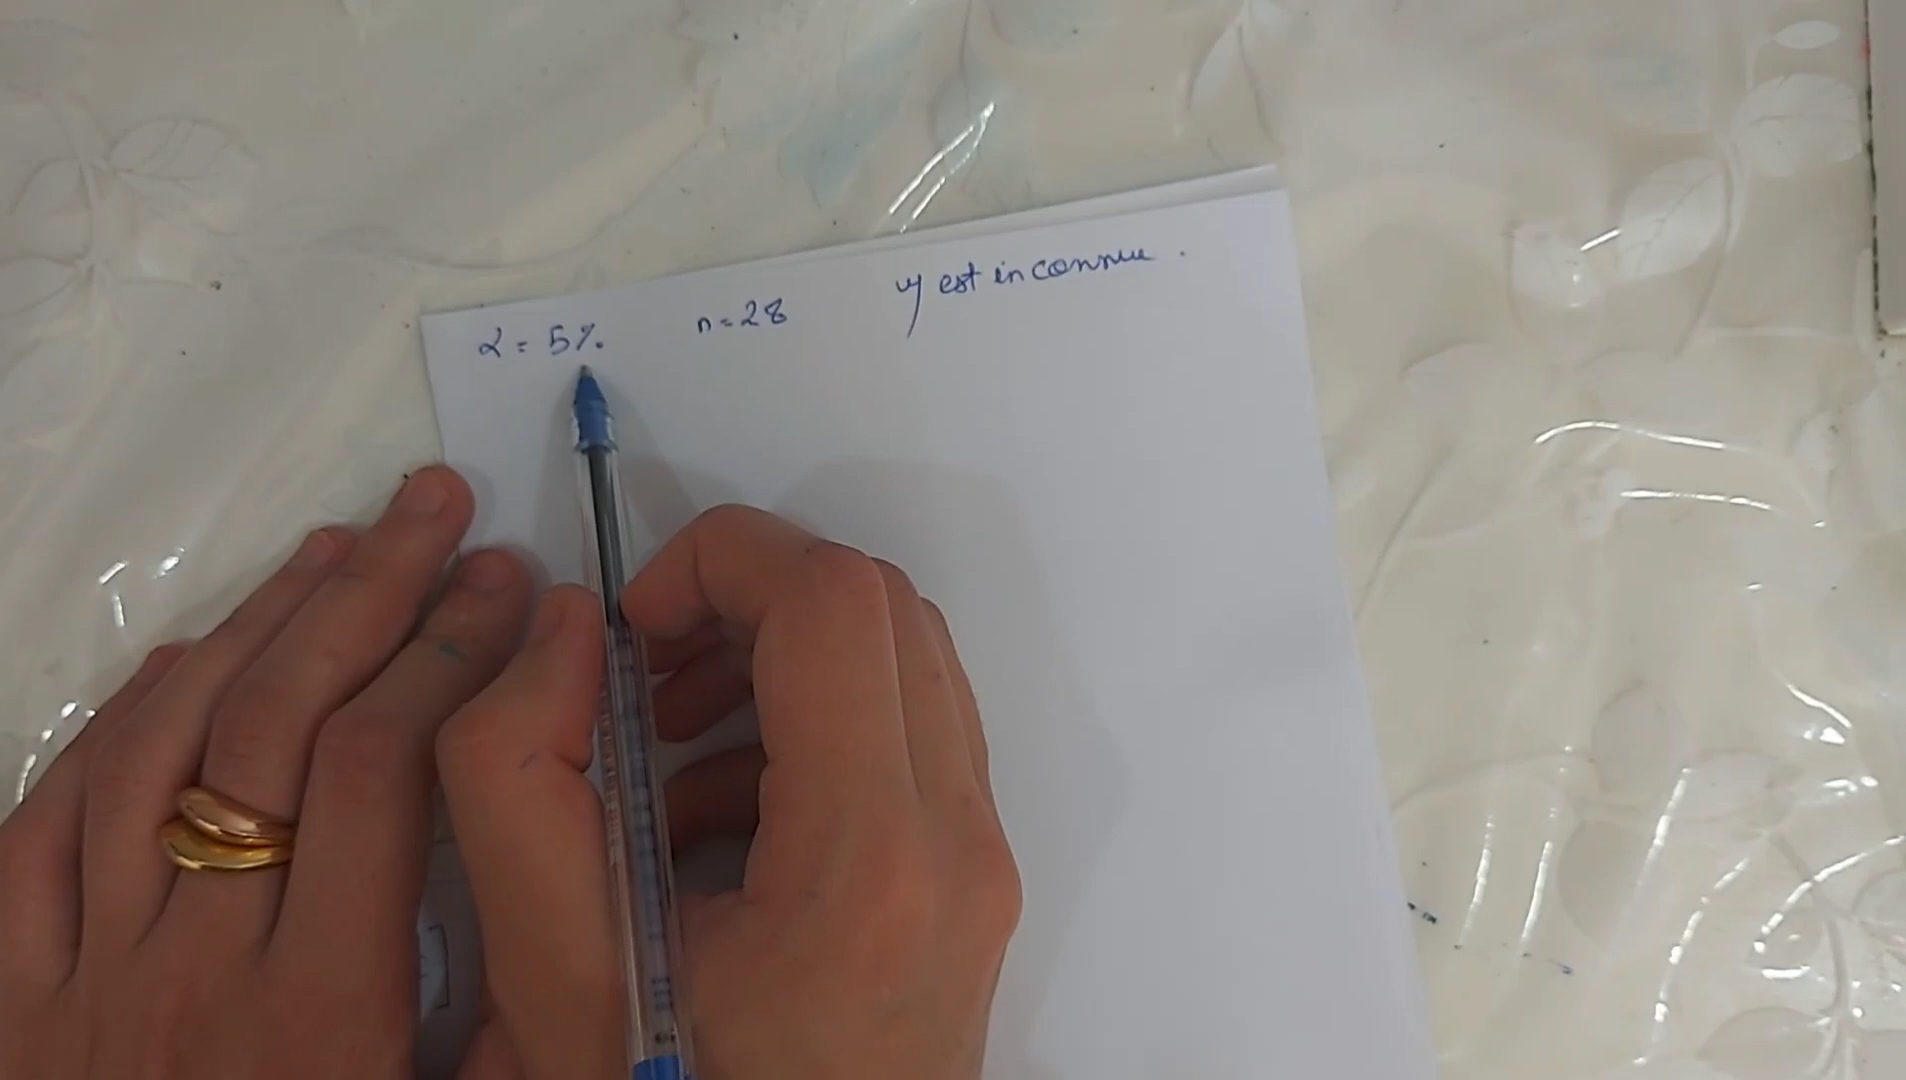 α = 5% n = 28 y est inconnue.